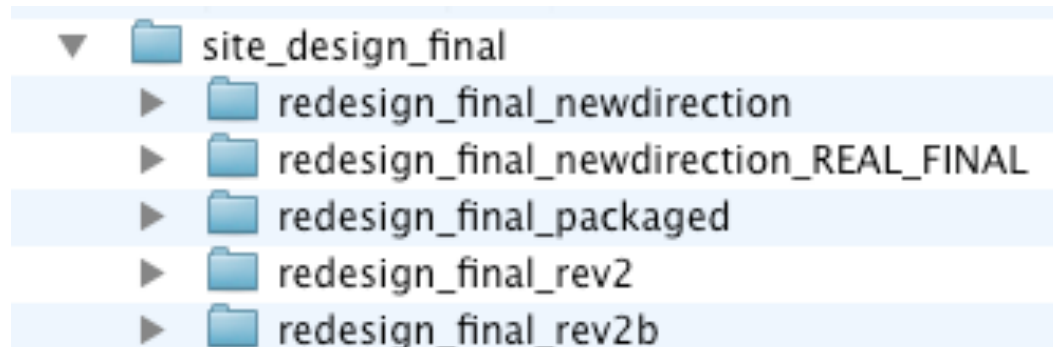 site_design_final
redesign_final_newdirection
redesign_final_newdirection_REAL_FINAL
redesign_final_packaged
redesign_final_rev2
redesign_final_rev2b